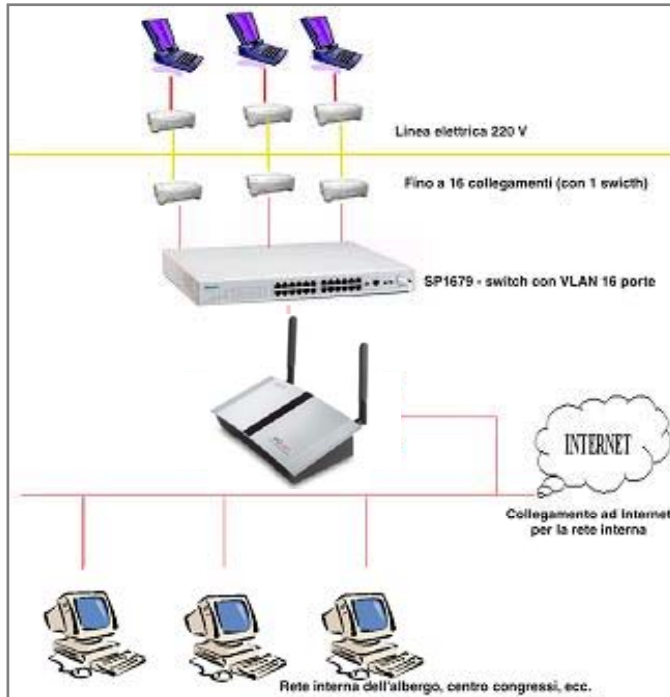 Linea elettrica 220 V
Fino a 16 collegamenti (con 1 swicth)
SP1679 - switch con VLAN 16 porte
INTERNET
Collegamento ad Internet
per la rete interna
Rete interna dell'albergo, centro congressi, ecc.